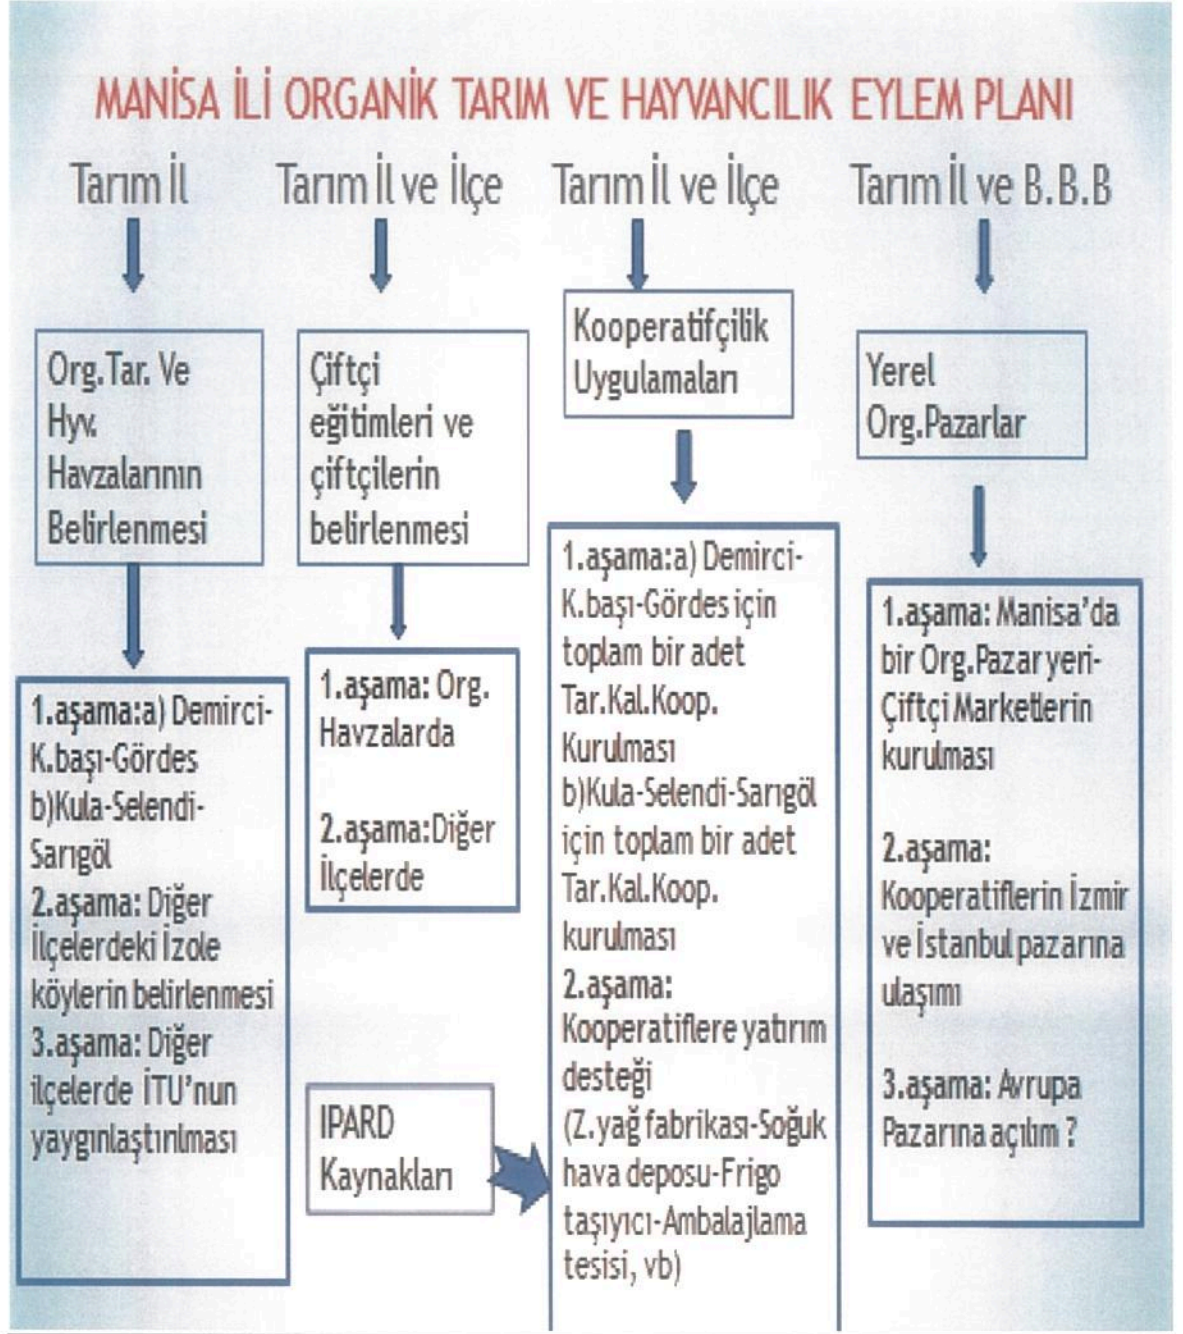 MANİSA İLİ ORGANİK TARIM VE HAYVANCILIK EYLEM PLANI
Tarım İl
Org.Tar. Ve
Hyv.
Havzalarının
Belirlenmesi
1.aşama:a) Demirci-
K.başı-Gördes
b)Kula-Selendi-
Sarıgöl
2.aşama: Diğer
İlçelerdeki İzole
köylerin belirlenmesi
3.aşama: Diğer
ilçelerde İTU'nun
yaygınlaştırılması
Tarım İl ve İlçe
Çiftçi
eğitimleri ve
çiftçilerin
belirlenmesi
1.aşama: Org.
Havzalarda
2.aşama:Diğer
İlçelerde
IPARD
Kaynakları
Tarım İl ve İlçe
Kooperatifçilik
Uygulamaları
1.aşama:a) Demirci-
K.başı-Gördes için
toplam bir adet
Tar.Kal.Koop.
Kurulması
b)Kula-Selendi-Sarıgöl
için toplam bir adet
Tar.Kal.Koop.
kurulması
2.aşama:
Kooperatiflere yatırım
desteği
(Z.yağ fabrikası-Soğuk
hava deposu-Frigo
taşıyıcı-Ambalajlama
tesisi, vb)
Tarım İl ve B.B.B
Yerel
Org.Pazarlar
1.aşama: Manisa'da
bir Org.Pazar yeri-
Çiftçi Marketlerin
kurulması
2.aşama:
Kooperatiflerin İzmir
ve İstanbul pazarına
ulaşımı
3.aşama: Avrupa
Pazarına açılım ?